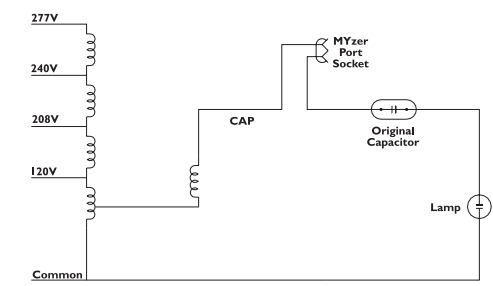 277V
240V
208V
120V
Common
CAP
MYzer
Port
Socket
Original
Capacitor
Lamp